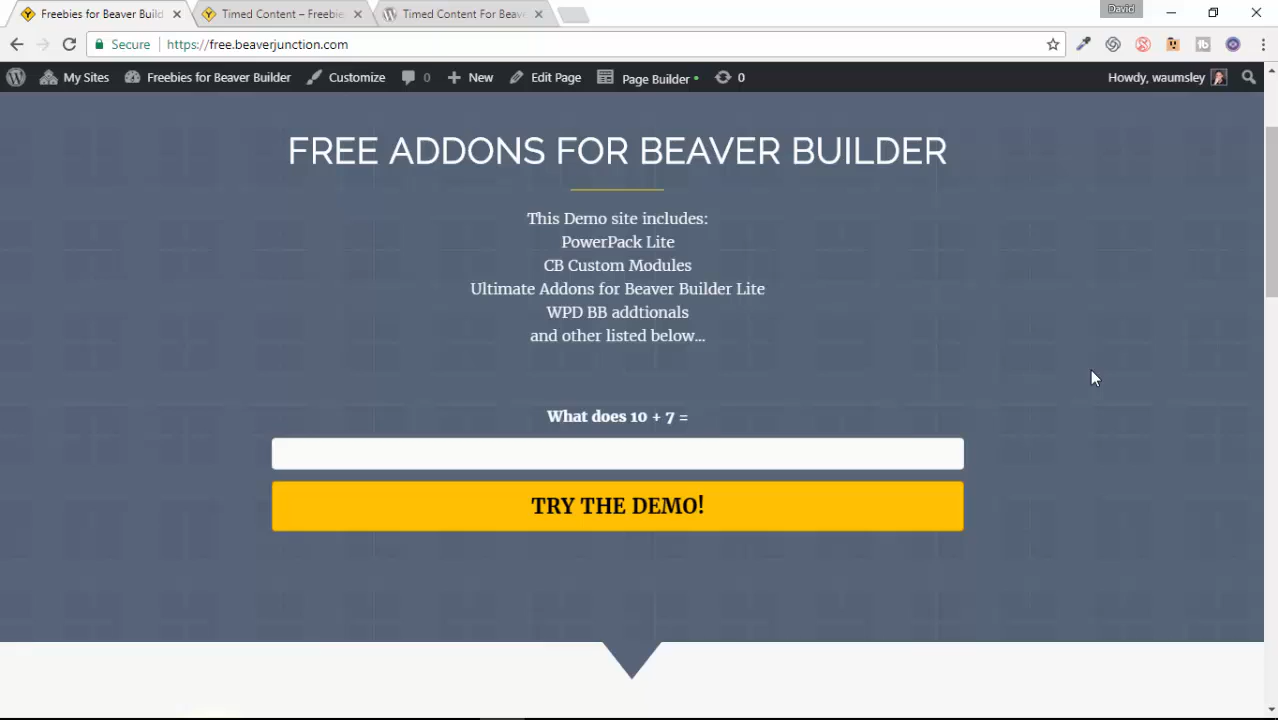 Freebies for Beaver Build
Timed Content – Freebie
Timed Content For Beav
David
Secure https://free.beaverjunction.com
My Sites Freebies for Beaver Builder Customize 0 New Edit Page Page Builder 0 Howdy, waumsley
FREE ADDONS FOR BEAVER BUILDER
This Demo site includes:
PowerPack Lite
CB Custom Modules
Ultimate Addons for Beaver Builder Lite
WPD BB addtionals
and other listed below...
What does 10 + 7 =
TRY THE DEMO!